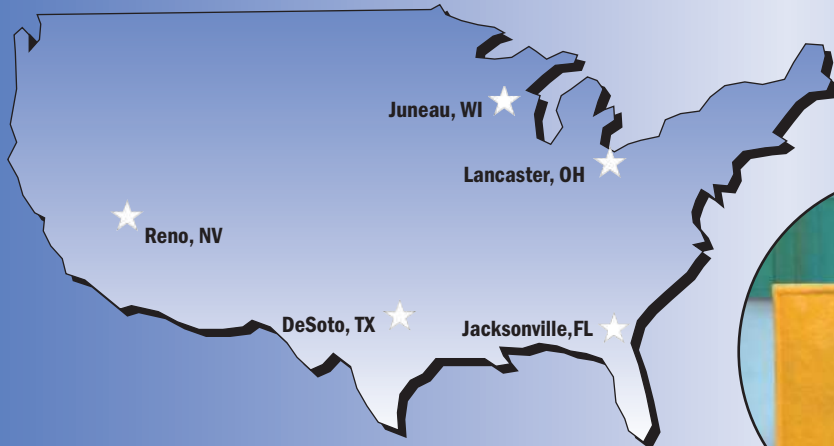 Juneau, WI
Lancaster, OH
Reno, NV
DeSoto, TX
Jacksonville,FL